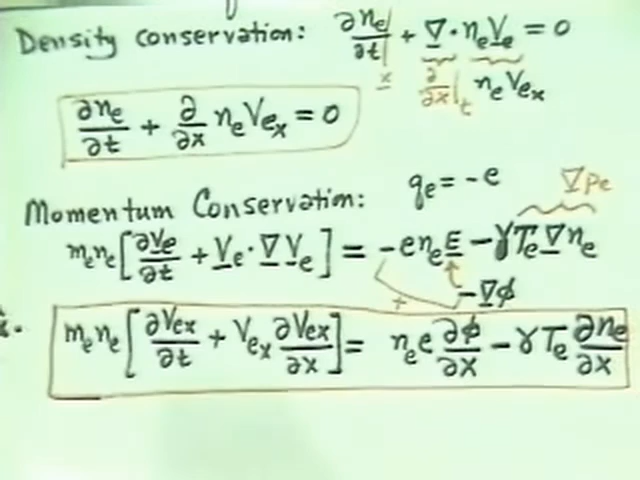 Density conservation: ∂nₑ/∂t|ₓ + ∇·nₑVₑ = 0
∂/∂x|ₜ nₑVₑₓ
∂nₑ/∂t + ∂/∂x nₑVₑₓ = 0
Momentum Conservation: qₑ = -e ∇pₑ
mₑnₑ[∂Vₑ/∂t + Vₑ·∇Vₑ] = -enₑE - γTₑ∇nₑ
+ -∇φ
mₑnₑ[∂Vₑₓ/∂t + Vₑₓ ∂Vₑₓ/∂x] = nₑe ∂φ/∂x - γTₑ ∂nₑ/∂x